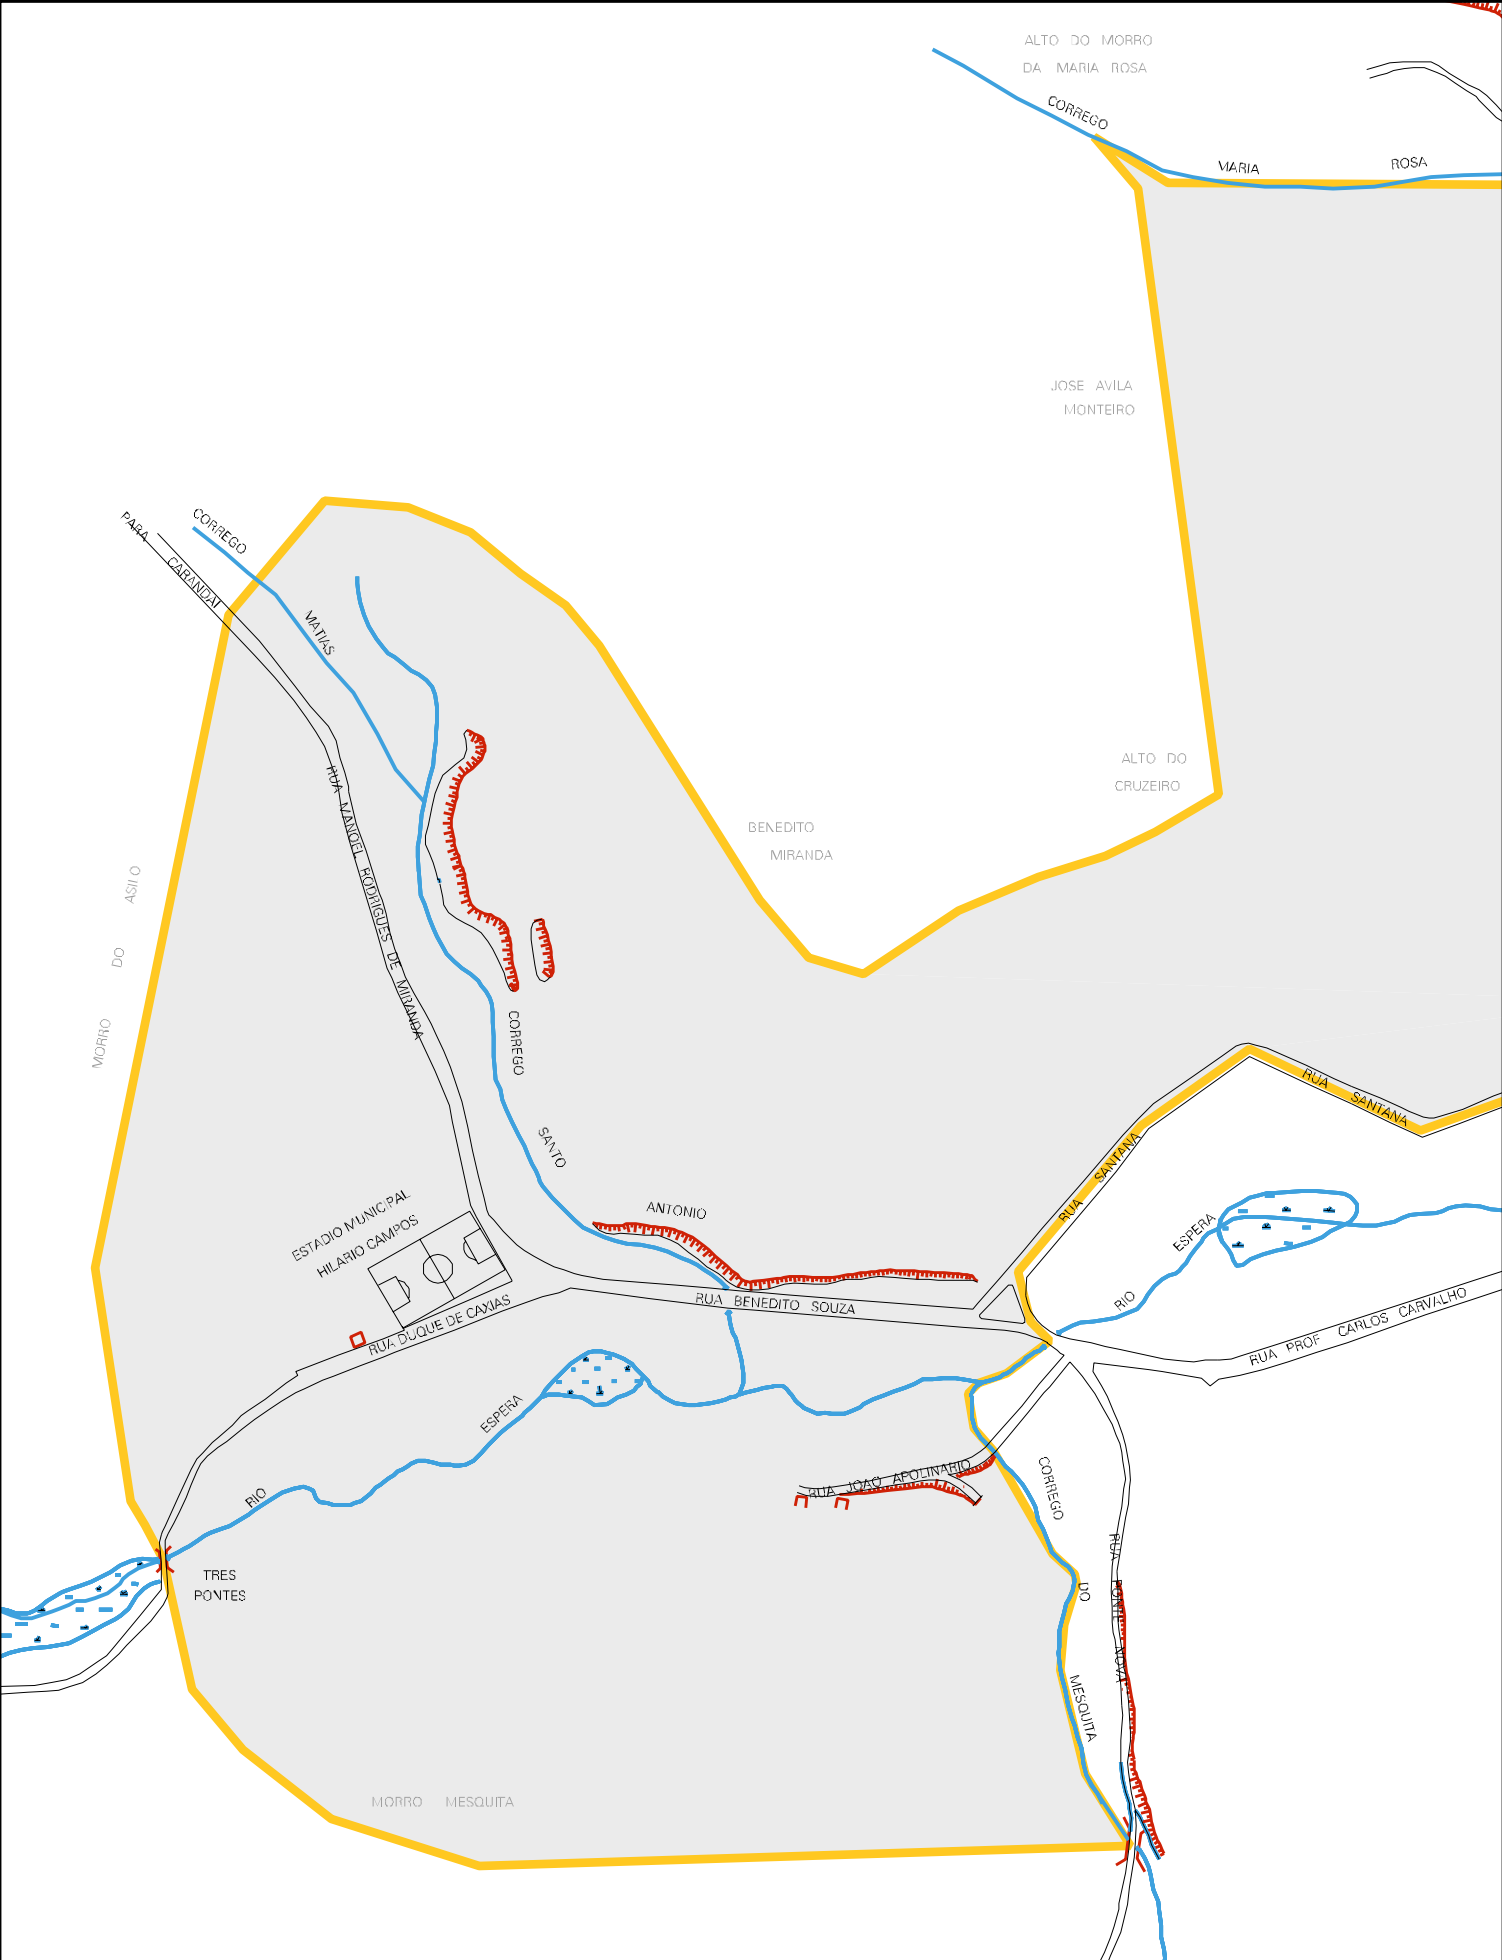 ALTO DO MORRO
DA MARIA ROSA
CORREGO
MARIA
ROSA
JOSE AVILA
MONTEIRO
PARA
CARANDAI
CORREGO
MATIAS
ALTO DO
CRUZEIRO
BENEDITO
MIRANDA
RUA MANOEL RODRIGUES DE MIRANDA
MORRO DO ASILO
CORREGO
SANTO
ANTONIO
RUA SANTANA
RUA SANTANA
ESTADIO MUNICIPAL
HILARIO CAMPOS
RUA DUQUE DE CAXIAS
RUA BENEDITO SOUZA
RIO
ESPERA
RUA PROF CARLOS CARVALHO
RIO
ESPERA
RUA JOAO APOLINARIO
CORREGO
DO
MESQUITA
RUA PONTE NOVA
TRES
PONTES
MORRO MESQUITA